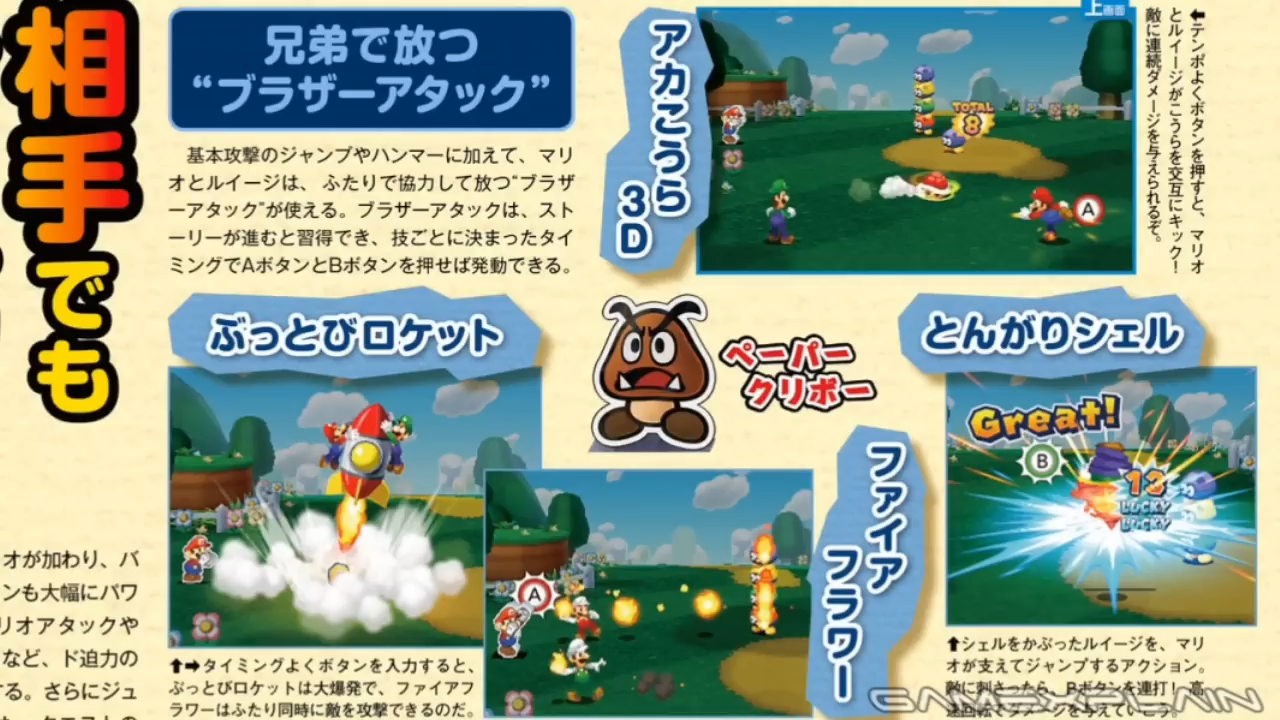 相手でも
兄弟で放つ
“ブラザーアタック”
基本攻撃のジャンプやハンマーに加えて、マリ
オとルイージは、ふたりで協力して放つ“ブラザ
ーアタック”が使える。ブラザーアタックは、スト
ーリーが進むと習得でき、技ごとに決まったタイ
ミングでAボタンとBボタンを押せば発動できる。
アカこうら
3D
上画面
TOTAL
8
A
⬅テンポよくボタンを押すと、マリオ
とルイージがこうらを交互にキック！
敵に連続ダメージを与えられるぞ。
ぶっとびロケット
ペーパー
クリボー
とんがりシェル
Great!
B
13
LUCKY
LUCKY
ファイア
フラワー
A
オが加わり、バ
ンも大幅にパワ
リオアタックや
など、ド迫力の
する。さらにジュ
⬆➡タイミングよくボタンを入力すると、
ぶっとびロケットは大爆発で、ファイアフ
ラワーはふたり同時に敵を攻撃できるのだ。
⬆シェルをかぶったルイージを、マリ
オが支えてジャンプするアクション。
敵に刺さったら、Bボタンを連打！ 高
速回転でダメージを与えていこう。
GAMEXPLAIN